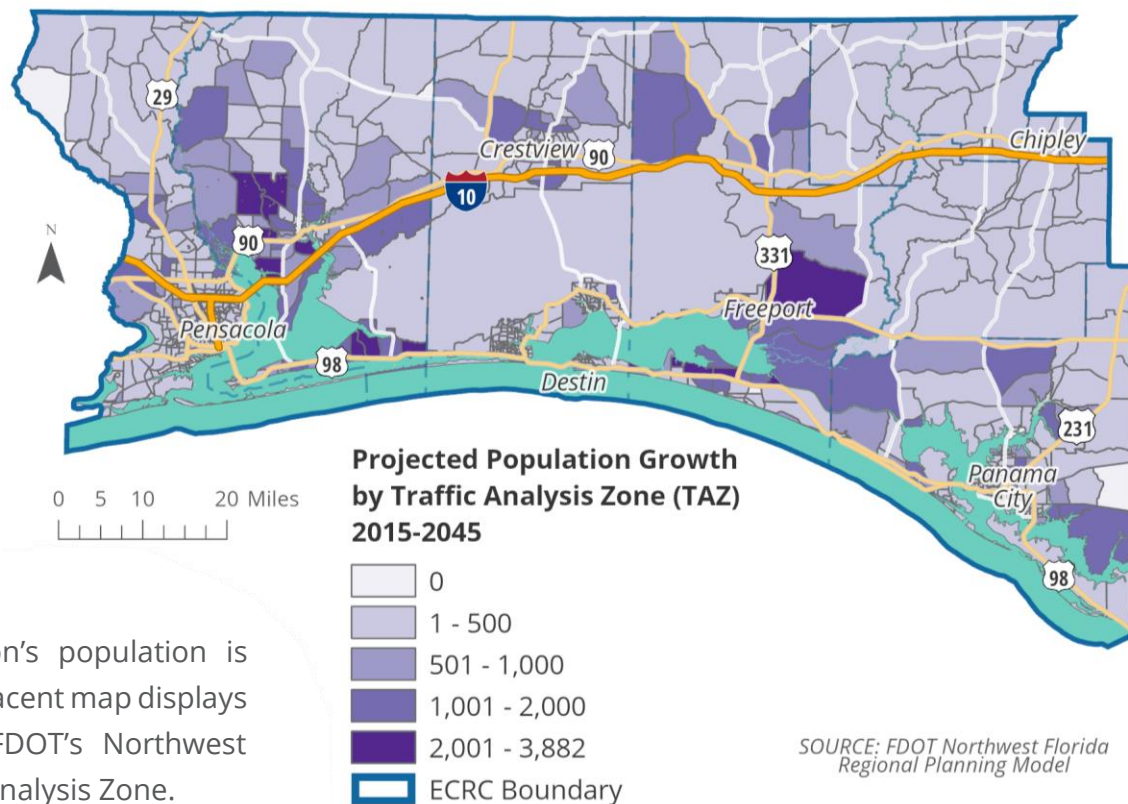 29
Crestview
90
Chipley
10
N
90
331
Freeport
Pensacola
98
Destin
231
Panama
City
98
Projected Population Growth
by Traffic Analysis Zone (TAZ)
2015-2045
0 5 10 20 Miles
0
1 - 500
501 - 1,000
1,001 - 2,000
2,001 - 3,882
ECRC Boundary
on's population is
acent map displays
FDOT's Northwest
nalysis Zone.
SOURCE: FDOT Northwest Florida
Regional Planning Model